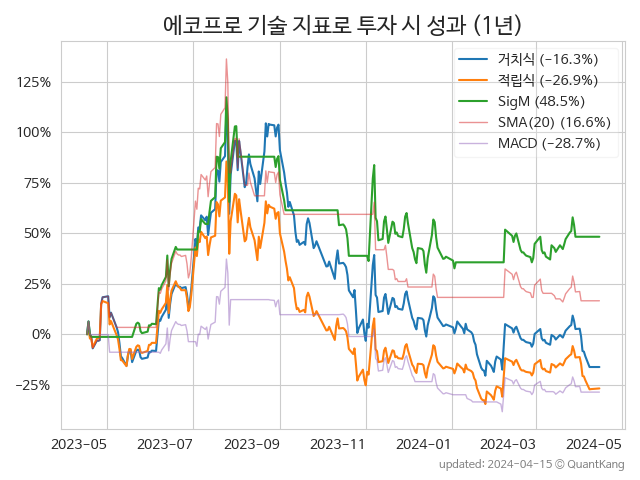 에코프로 기술 지표로 투자 시 성과 (1년)
거치식 (−16.3%)
적립식 (−26.9%)
SigM (48.5%)
SMA(20) (16.6%)
MACD (−28.7%)
125%
100%
75%
50%
25%
0%
−25%
2023-05 2023-07 2023-09 2023-11 2024-01 2024-03 2024-05
updated: 2024-04-15 © QuantKang